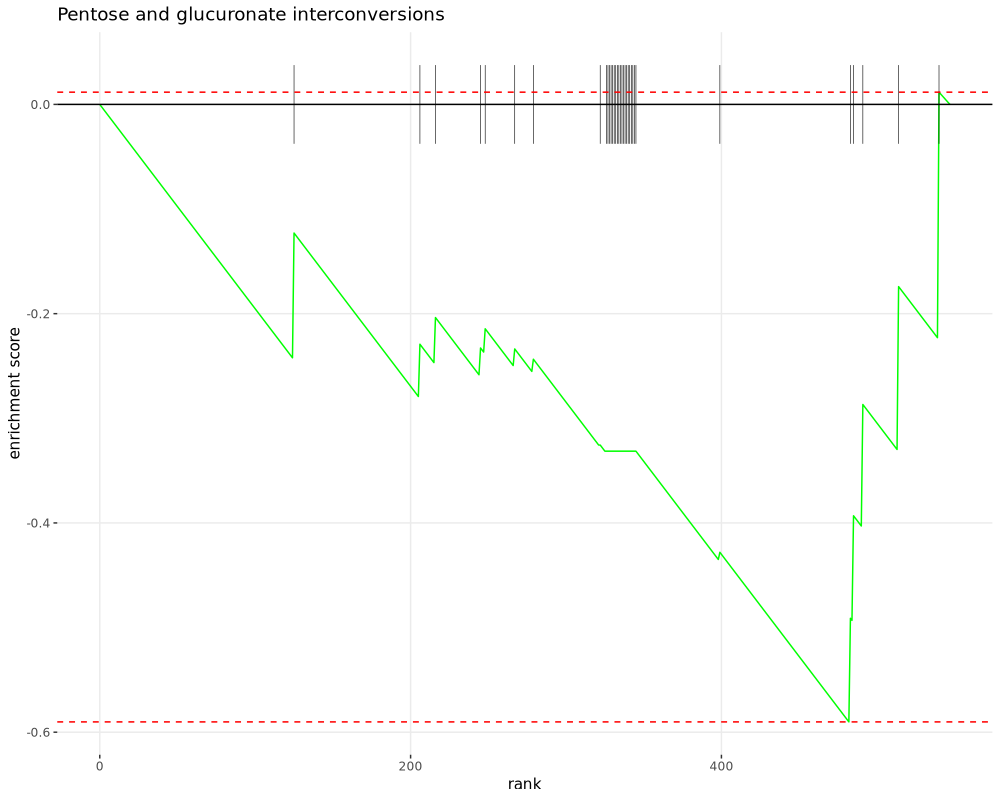 Pentose and glucuronate interconversions
0.0
-0.2
-0.4
-0.6
enrichment score
0
200
400
rank